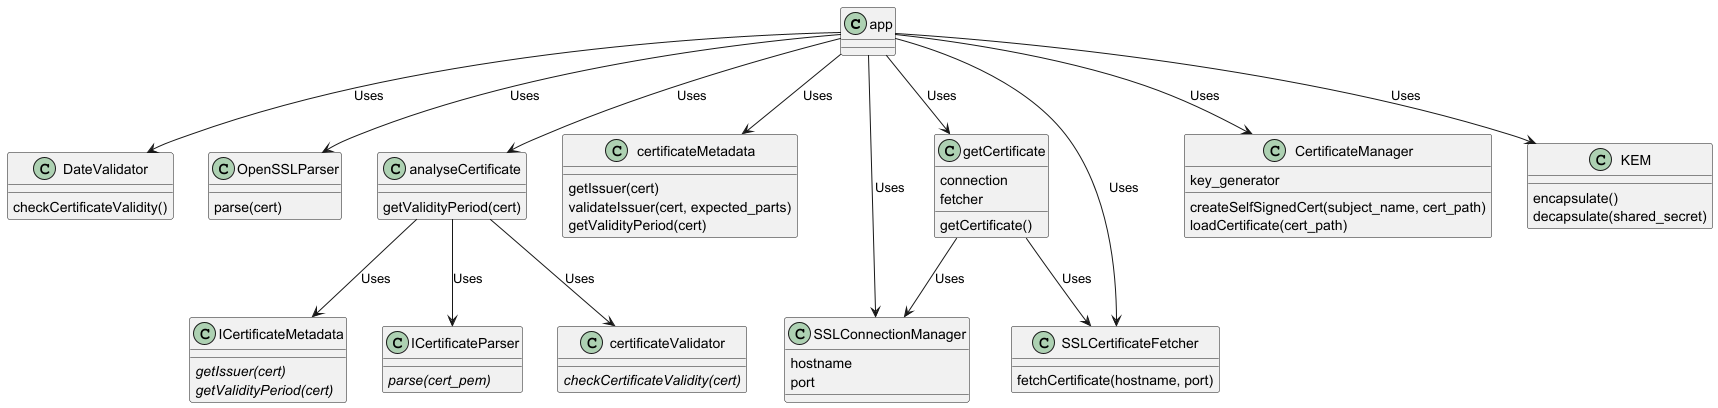 C app
Uses
Uses
Uses
Uses
Uses
Uses
Uses
Uses
Uses
C DateValidator
checkCertificateValidity()
C OpenSSLParser
parse(cert)
C analyseCertificate
getValidityPeriod(cert)
C certificateMetadata
getIssuer(cert)
validateIssuer(cert, expected_parts)
getValidityPeriod(cert)
C getCertificate
connection
fetcher
getCertificate()
C CertificateManager
key_generator
createSelfSignedCert(subject_name, cert_path)
loadCertificate(cert_path)
C KEM
encapsulate()
decapsulate(shared_secret)
Uses
Uses
Uses
Uses
Uses
C ICertificateMetadata
getIssuer(cert)
getValidityPeriod(cert)
C ICertificateParser
parse(cert_pem)
C certificateValidator
checkCertificateValidity(cert)
C SSLConnectionManager
hostname
port
C SSLCertificateFetcher
fetchCertificate(hostname, port)